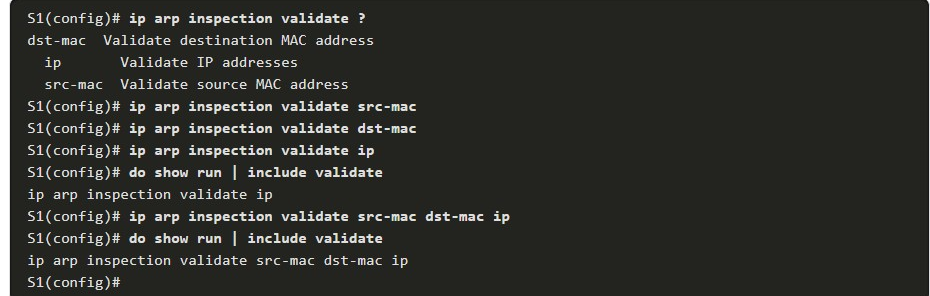 S1(config)# ip arp inspection validate ?
dst-mac  Validate destination MAC address
  ip       Validate IP addresses
  src-mac  Validate source MAC address
S1(config)# ip arp inspection validate src-mac
S1(config)# ip arp inspection validate dst-mac
S1(config)# ip arp inspection validate ip
S1(config)# do show run | include validate
ip arp inspection validate ip
S1(config)# ip arp inspection validate src-mac dst-mac ip
S1(config)# do show run | include validate
ip arp inspection validate src-mac dst-mac ip
S1(config)#